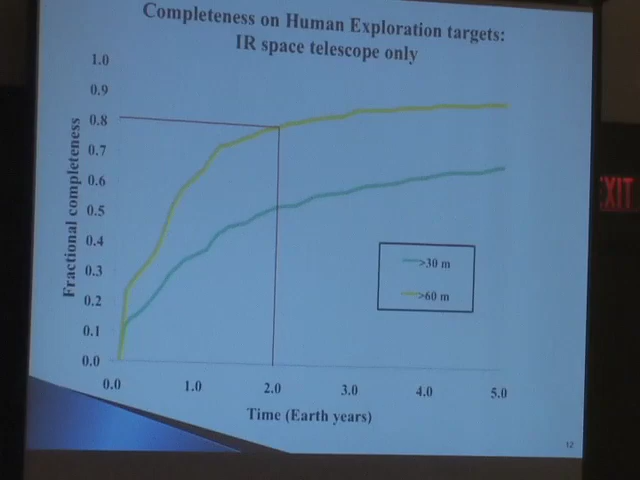 Completeness on Human Exploration targets:
IR space telescope only
1.0
0.9
0.8
0.7
0.6
0.5
0.4
0.3
0.2
0.1
0.0
Fractional completeness
0.0 1.0 2.0 3.0 4.0 5.0
Time (Earth years)
>30 m
>60 m
12
EXIT